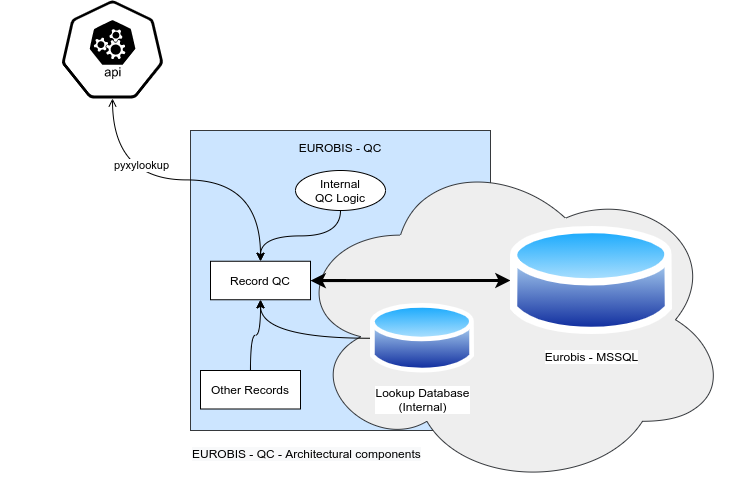 api
EUROBIS - QC
pyxylookup
Internal
QC Logic
Record QC
Eurobis - MSSQL
Other Records
Lookup Database
(Internal)
EUROBIS - QC - Architectural components